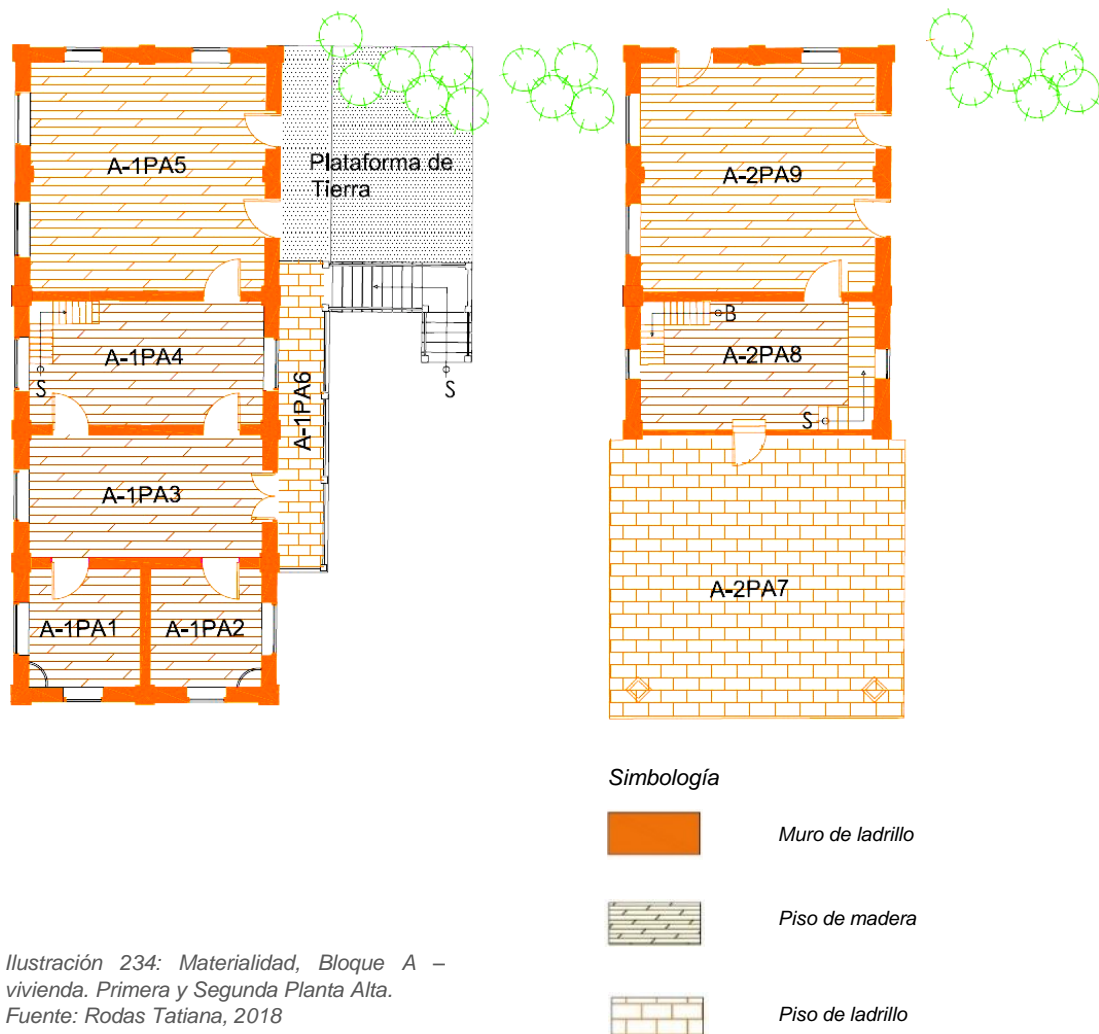 A-1PA5
Plataforma de
Tierra
A-1PA4
S
A-1PA6
S
A-1PA3
A-1PA1
A-1PA2
A-2PA9
B
A-2PA8
S
A-2PA7
Simbología
Muro de ladrillo
Piso de madera
Piso de ladrillo
Ilustración 234: Materialidad, Bloque A –
vivienda. Primera y Segunda Planta Alta.
Fuente: Rodas Tatiana, 2018